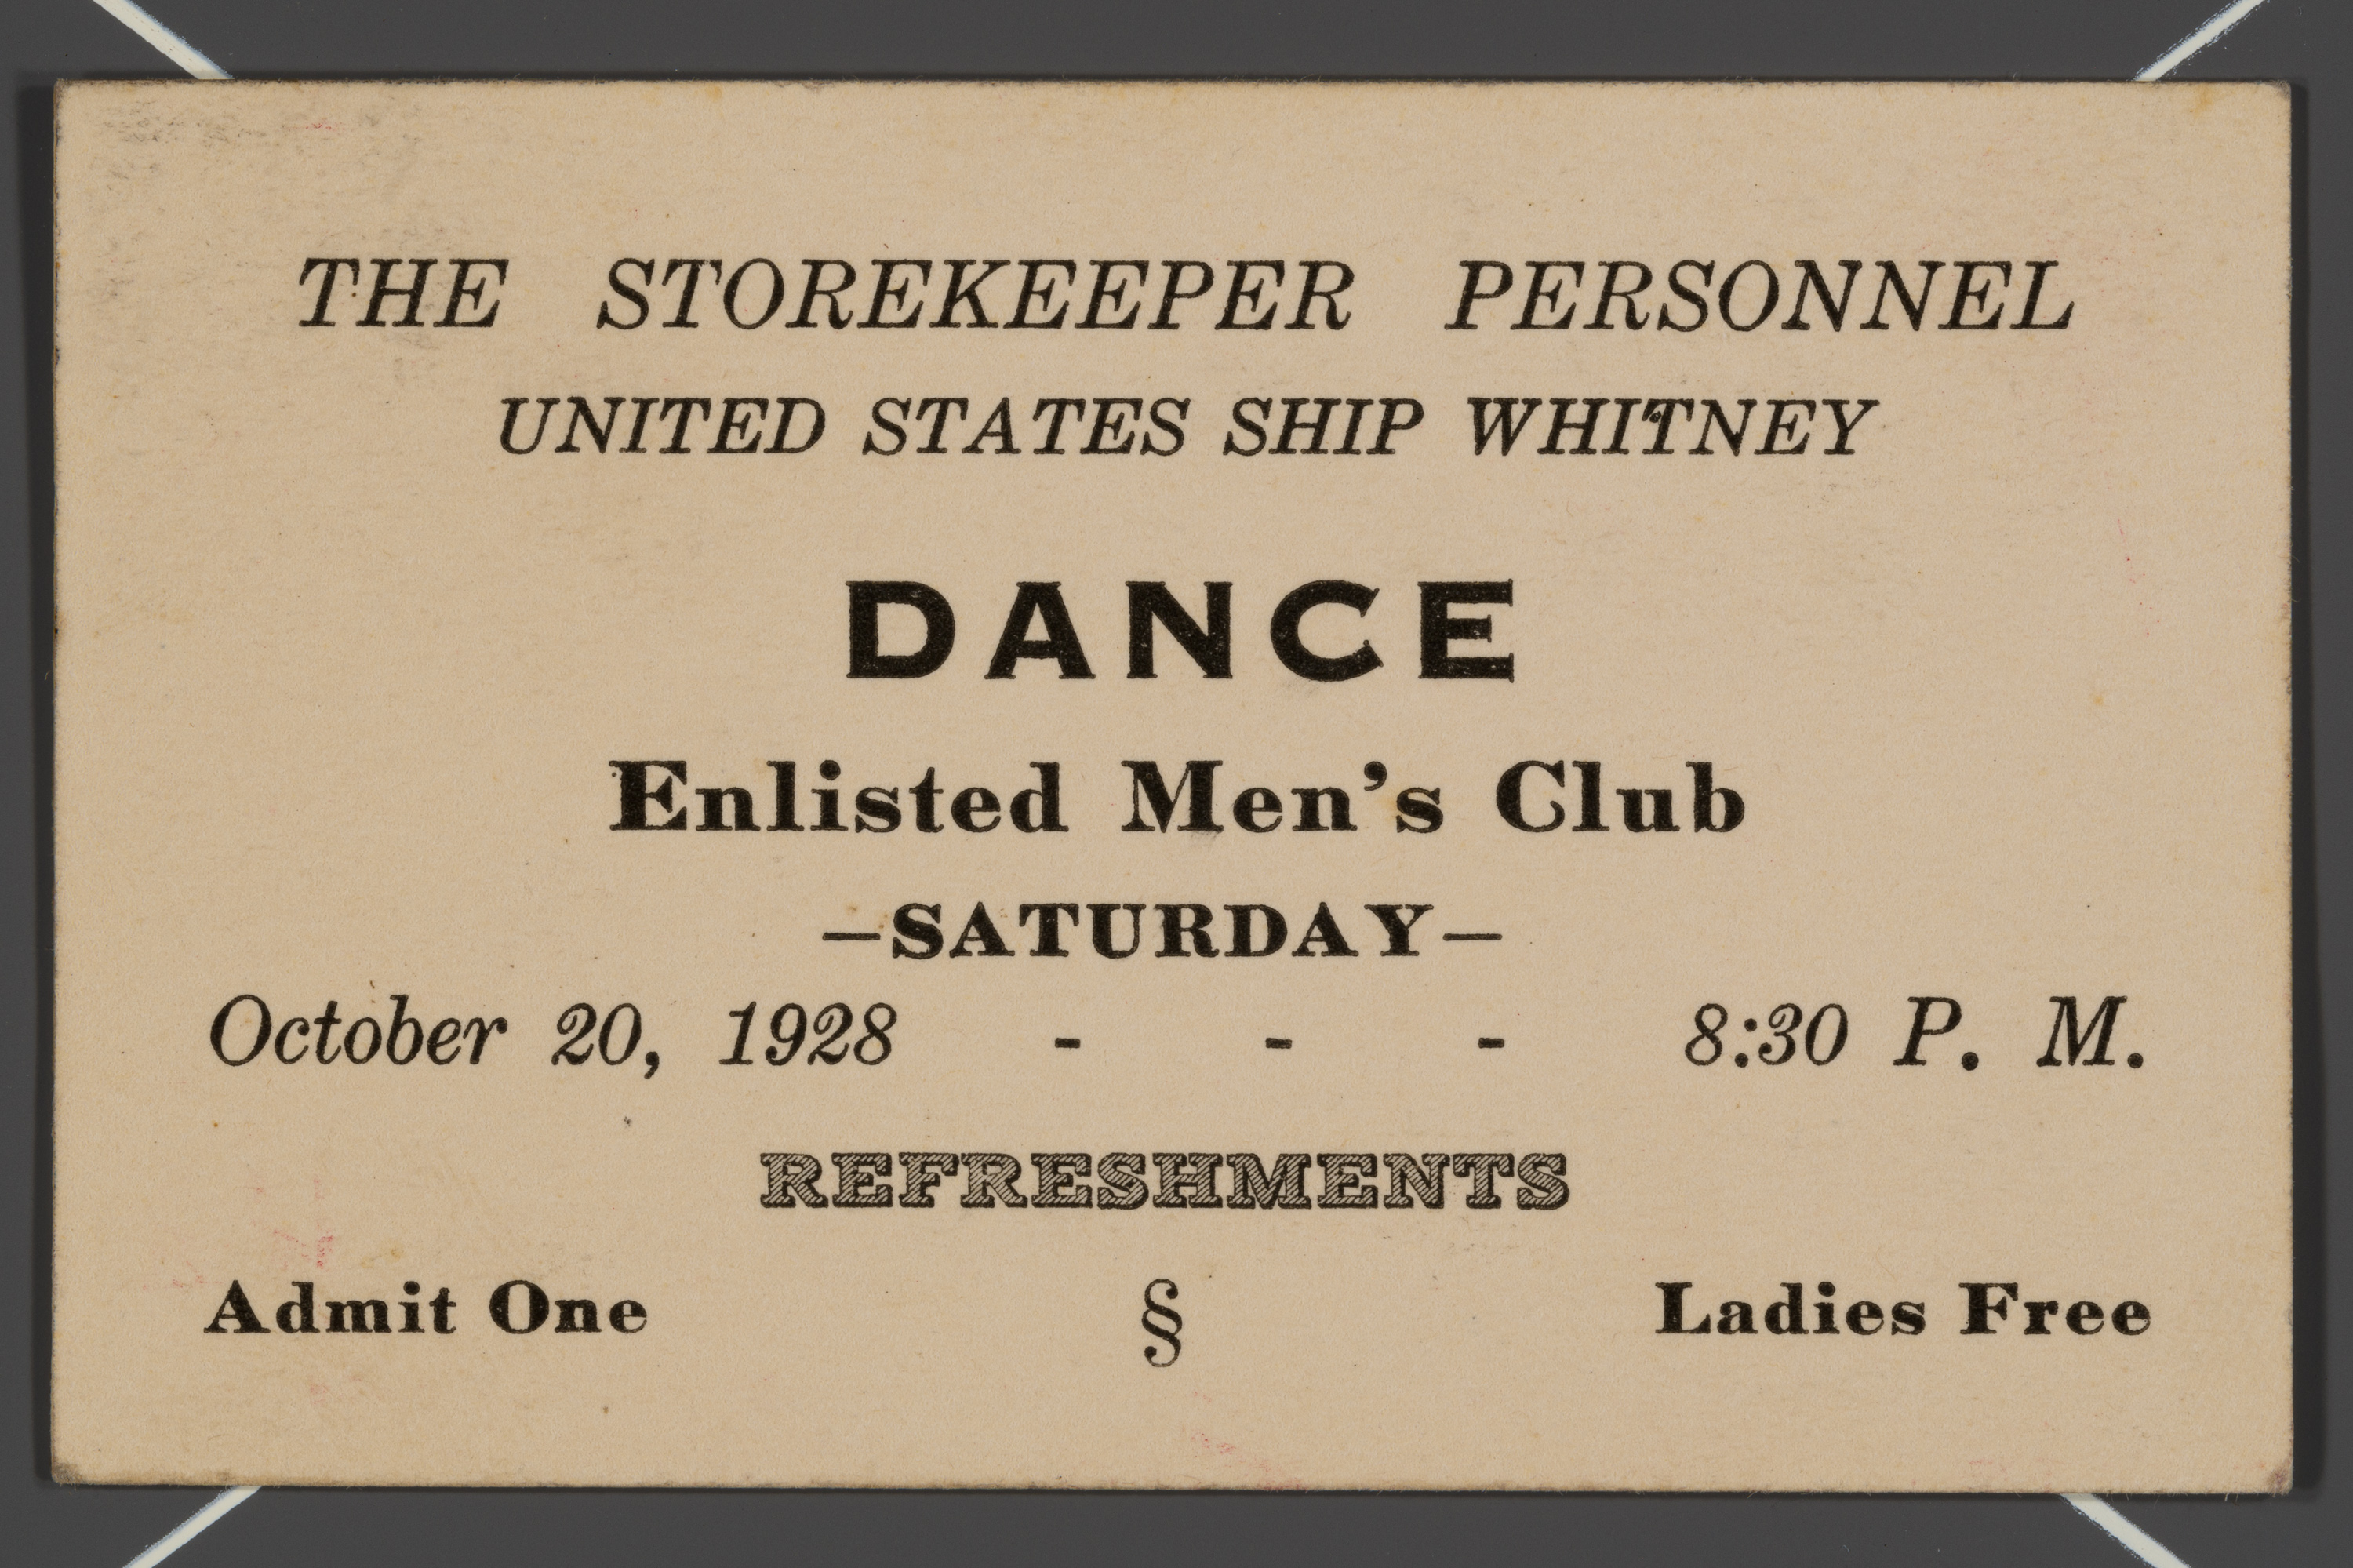 THE STOREKEEPER PERSONNEL
UNITED STATES SHIP WHITNEY
DANCE
Enlisted Men's Club
—SATURDAY—
October 20, 1928 - - - 8:30 P. M.
REFRESHMENTS
Admit One § Ladies Free